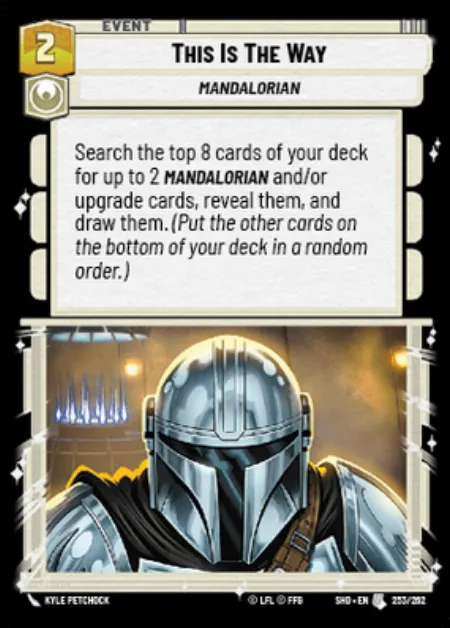 EVENT
2
THIS IS THE WAY
MANDALORIAN
Search the top 8 cards of your deck
for up to 2 MANDALORIAN and/or
upgrade cards, reveal them, and
draw them. (Put the other cards on
the bottom of your deck in a random
order.)
KYLE PETCHOCK
© LFL © FFG
SHD • EN
253/262